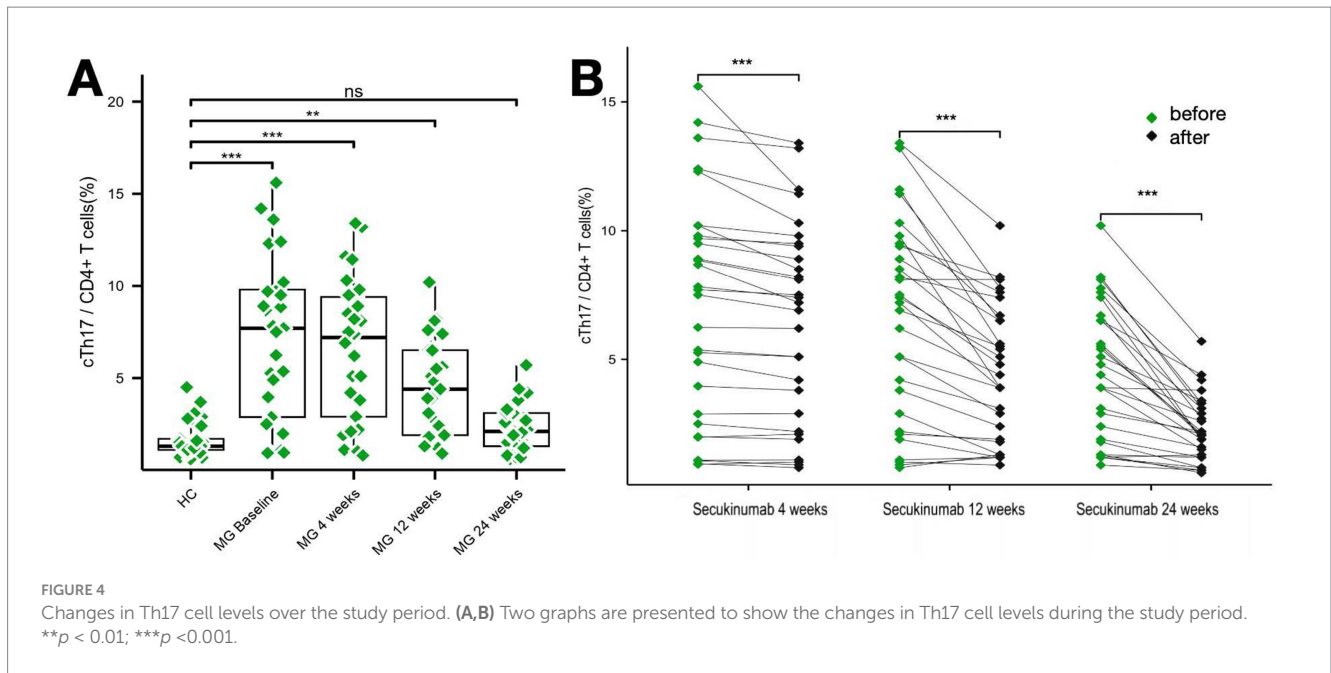 A
ns
**
***
***
20
15
10
5
cTh17 / CD4+ T cells(%)
HC
MG Baseline
MG 4 weeks
MG 12 weeks
MG 24 weeks
B
***
***
***
before
after
15
10
5
cTh17 / CD4+ T cells(%)
Secukinumab 4 weeks
Secukinumab 12 weeks
Secukinumab 24 weeks
FIGURE 4
Changes in Th17 cell levels over the study period. (A,B) Two graphs are presented to show the changes in Th17 cell levels during the study period.
**p < 0.01; ***p <0.001.